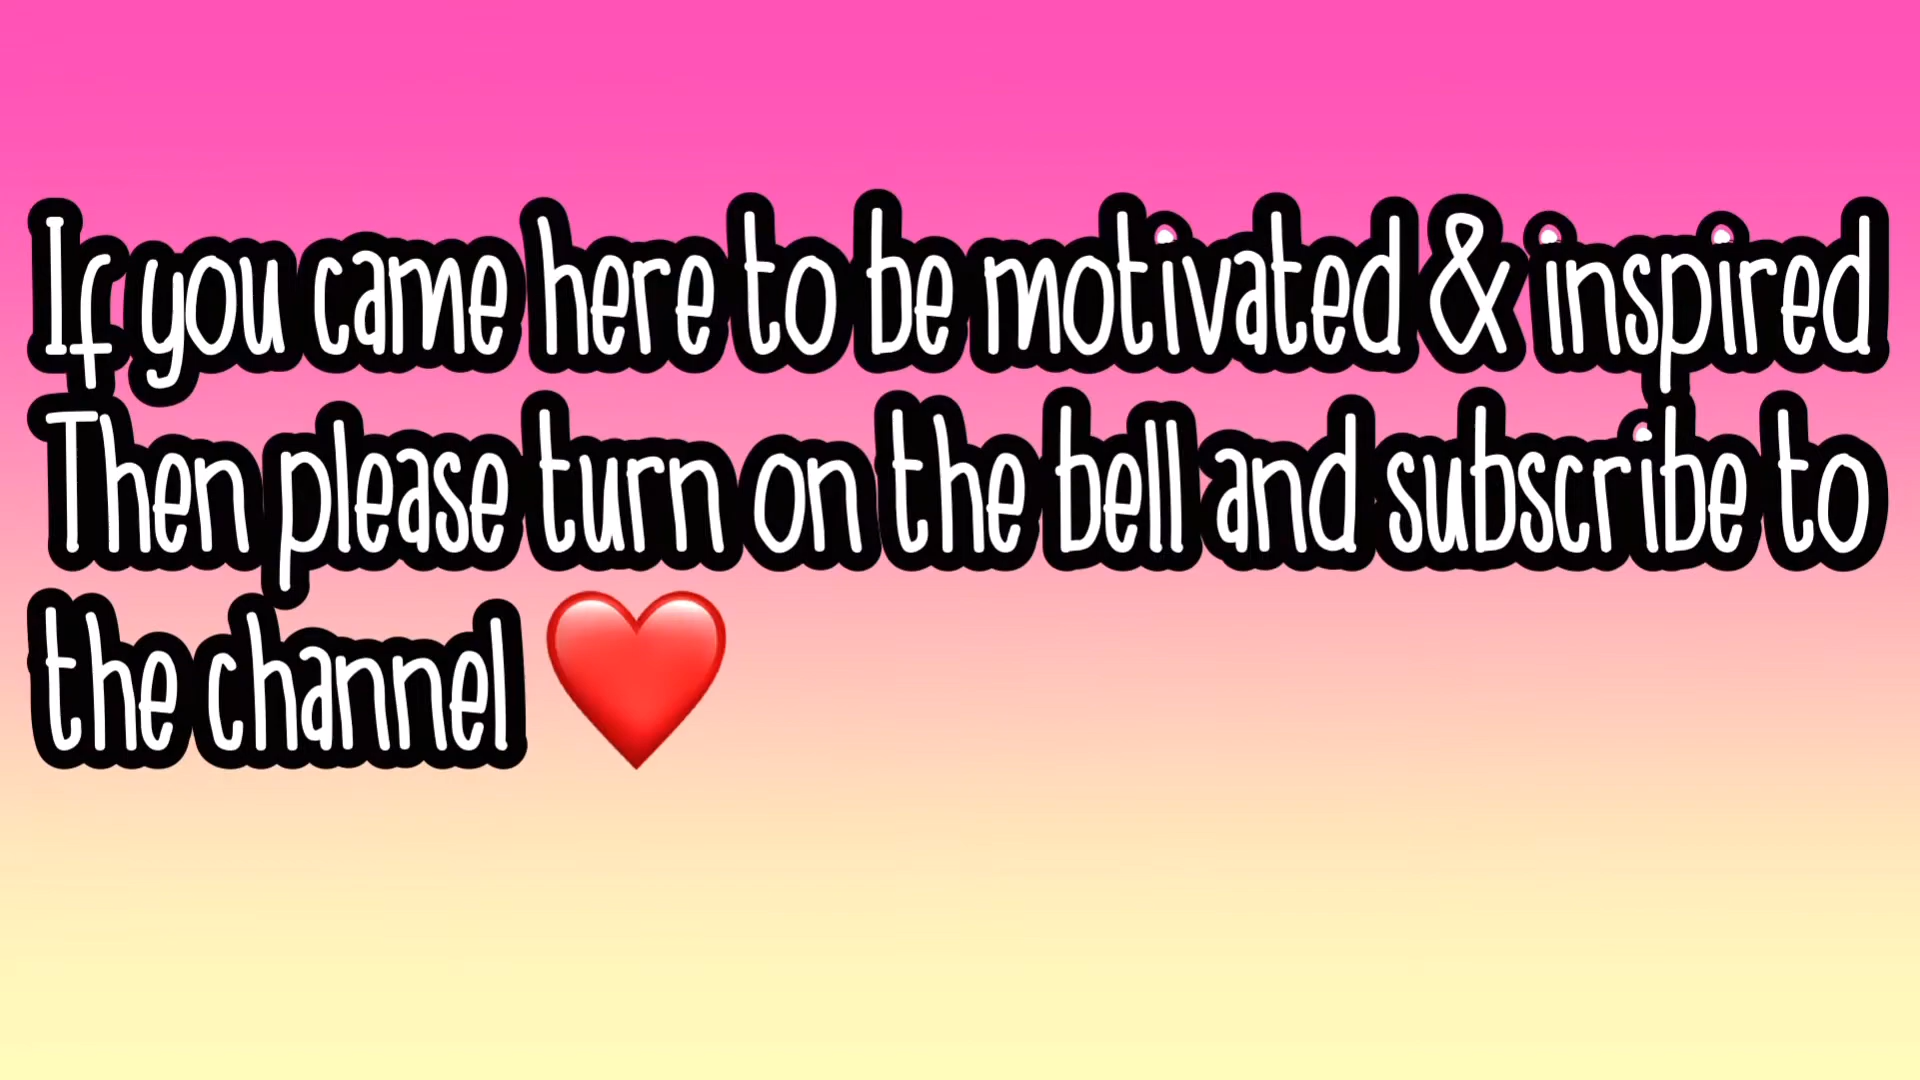 If you came here to be motivated & inspired
Then please turn on the bell and subscribe to
the channel ❤️